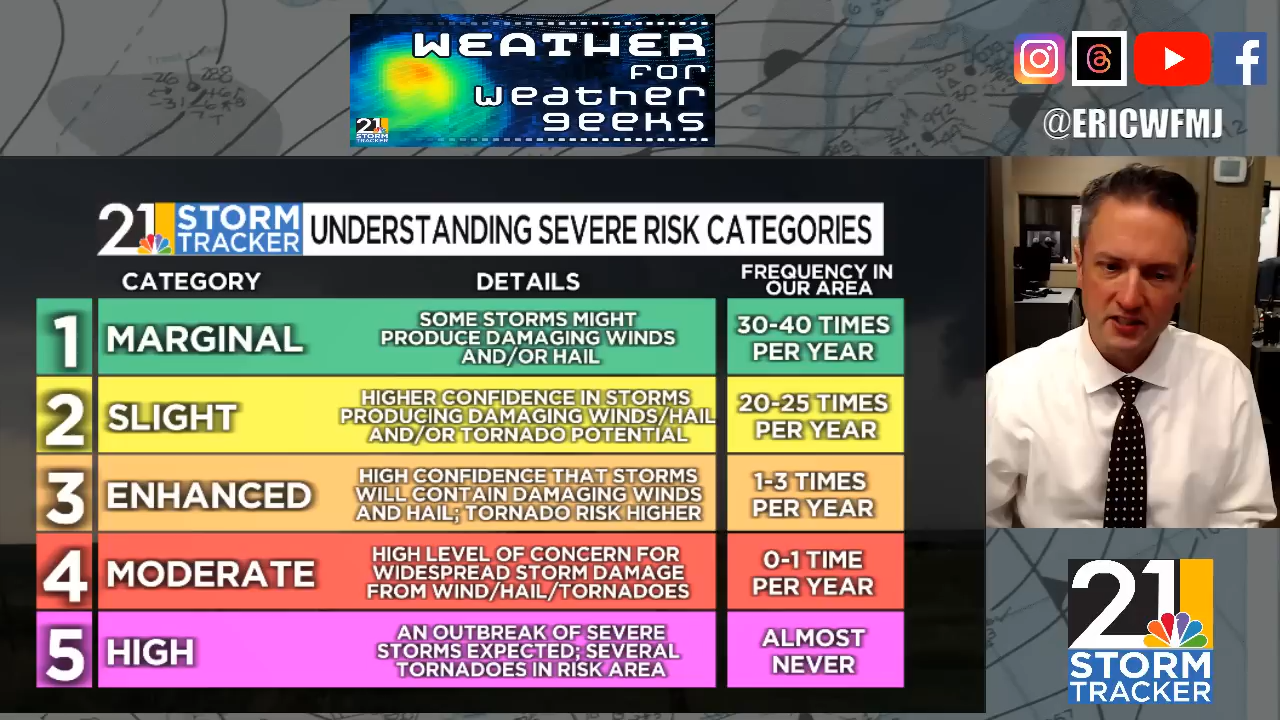 WEATHER
FOR
weather
geeks
21
STORM
TRACKER
@ERICWFMJ
21 STORM
TRACKER
UNDERSTANDING SEVERE RISK CATEGORIES
CATEGORY
DETAILS
FREQUENCY IN
OUR AREA
1
MARGINAL
SOME STORMS MIGHT
PRODUCE DAMAGING WINDS
AND/OR HAIL
30-40 TIMES
PER YEAR
2
SLIGHT
HIGHER CONFIDENCE IN STORMS
PRODUCING DAMAGING WINDS/HAIL
AND/OR TORNADO POTENTIAL
20-25 TIMES
PER YEAR
3
ENHANCED
HIGH CONFIDENCE THAT STORMS
WILL CONTAIN DAMAGING WINDS
AND HAIL; TORNADO RISK HIGHER
1-3 TIMES
PER YEAR
4
MODERATE
HIGH LEVEL OF CONCERN FOR
WIDESPREAD STORM DAMAGE
FROM WIND/HAIL/TORNADOES
0-1 TIME
PER YEAR
5
HIGH
AN OUTBREAK OF SEVERE
STORMS EXPECTED; SEVERAL
TORNADOES IN RISK AREA
ALMOST
NEVER
21
STORM
TRACKER